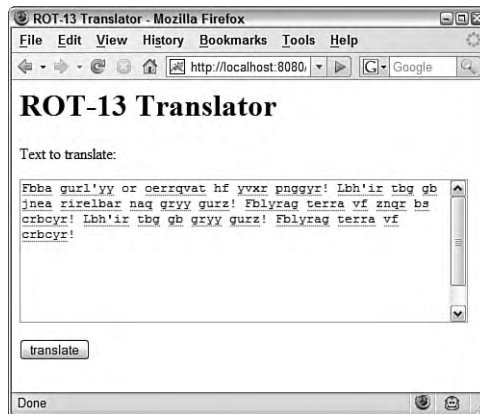 ROT-13 Translator - Mozilla Firefox
File Edit View History Bookmarks Tools Help
http://localhost:8080/ G Google
ROT-13 Translator
Text to translate:
Fbba gurl'yy or oerrqvat hf yvxr pnggyr! Lbh'ir tbg gb
jnea rirelbar naq gryy gurz! Fblyrag terra vf znqr bs
crbcyr! Lbh'ir tbg gb gryy gurz! Fblyrag terra vf
crbcyr!
translate
Done